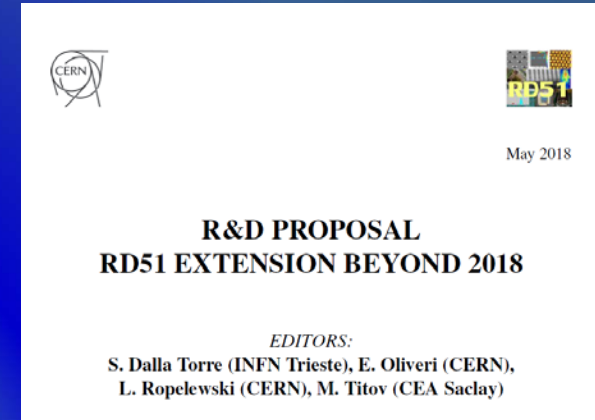 CERN
RD51
May 2018
R&D PROPOSAL
RD51 EXTENSION BEYOND 2018
EDITORS:
S. Dalla Torre (INFN Trieste), E. Oliveri (CERN),
L. Ropelewski (CERN), M. Titov (CEA Saclay)